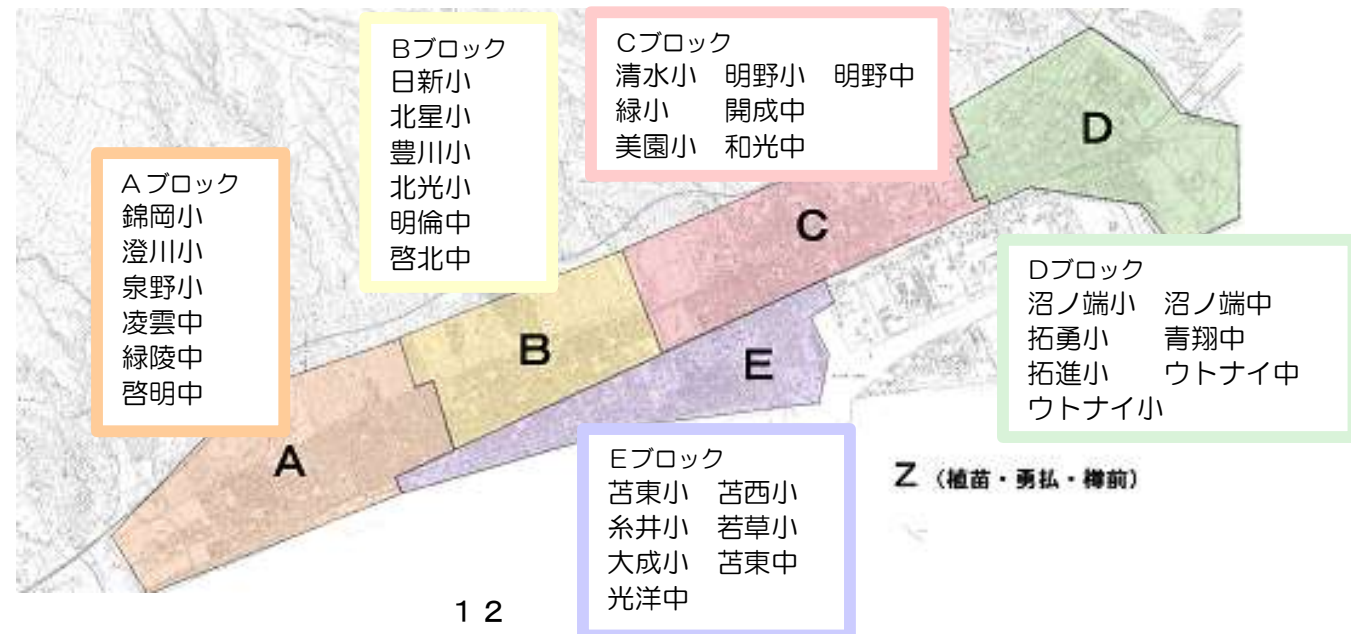 Aブロック
錦岡小
澄川小
泉野小
凌雲中
緑陵中
啓明中
Bブロック
日新小
北星小
豊川小
北光小
明倫中
啓北中
Cブロック
清水小 明野小 明野中
緑小 開成中
美園小 和光中
Dブロック
沼ノ端小 沼ノ端中
拓勇小 青翔中
拓進小 ウトナイ中
ウトナイ小
Eブロック
苫東小 苫西小
糸井小 若草小
大成小 苫東中
光洋中
A
B
C
D
E
Z (植苗・勇払・樽前)
12